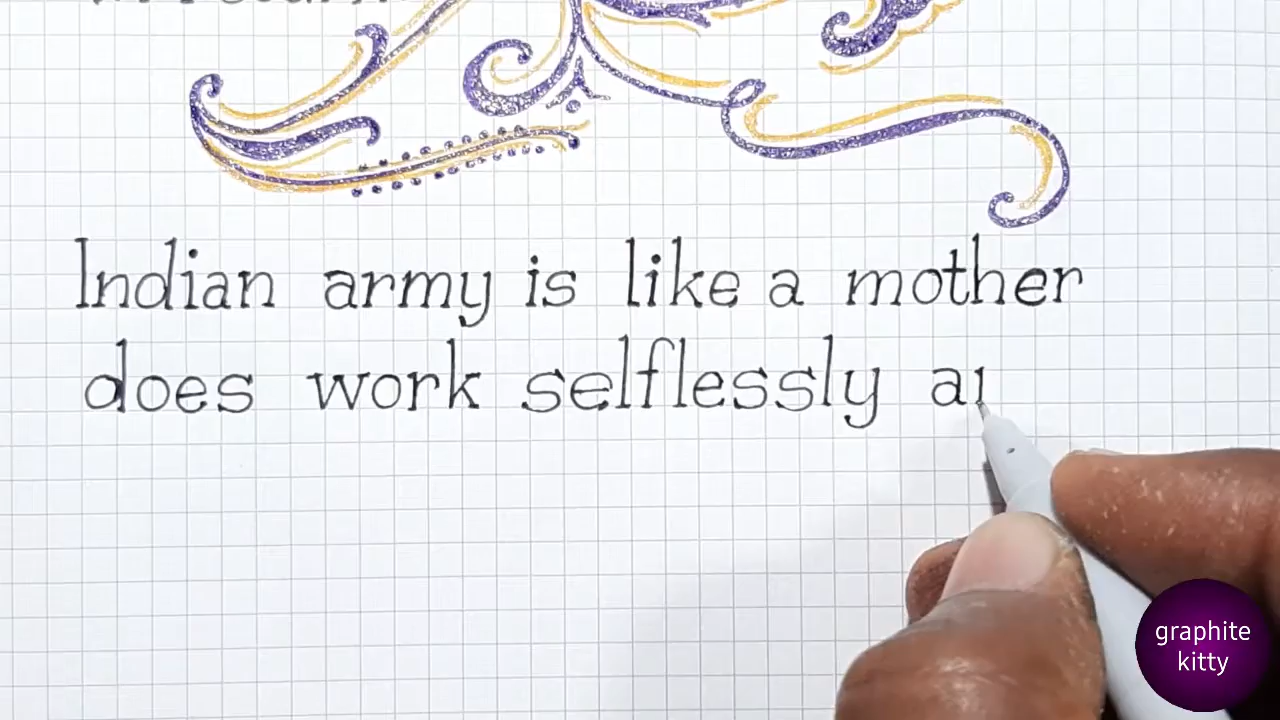 Indian army is like a mother
does work selflessly a
graphite
kitty